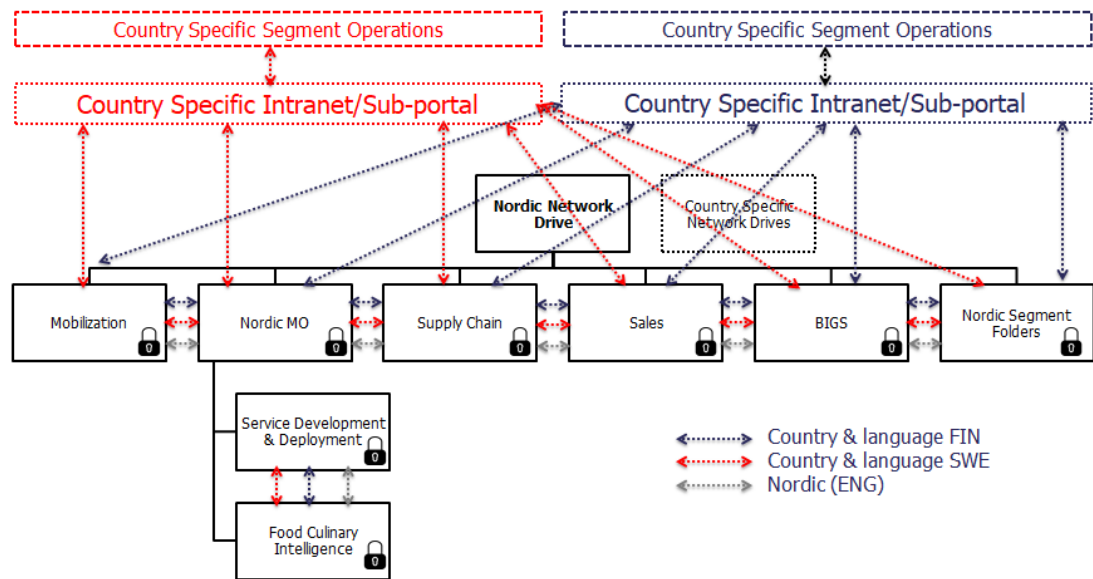 Country Specific Segment Operations
Country Specific Segment Operations
Country Specific Intranet/Sub-portal
Country Specific Intranet/Sub-portal
Nordic Network
Drive
Country Specific
Network Drives
Mobilization
Nordic MO
Supply Chain
Sales
BIGS
Nordic Segment
Folders
Service Development
& Deployment
Food Culinary
Intelligence
Country & language FIN
Country & language SWE
Nordic (ENG)